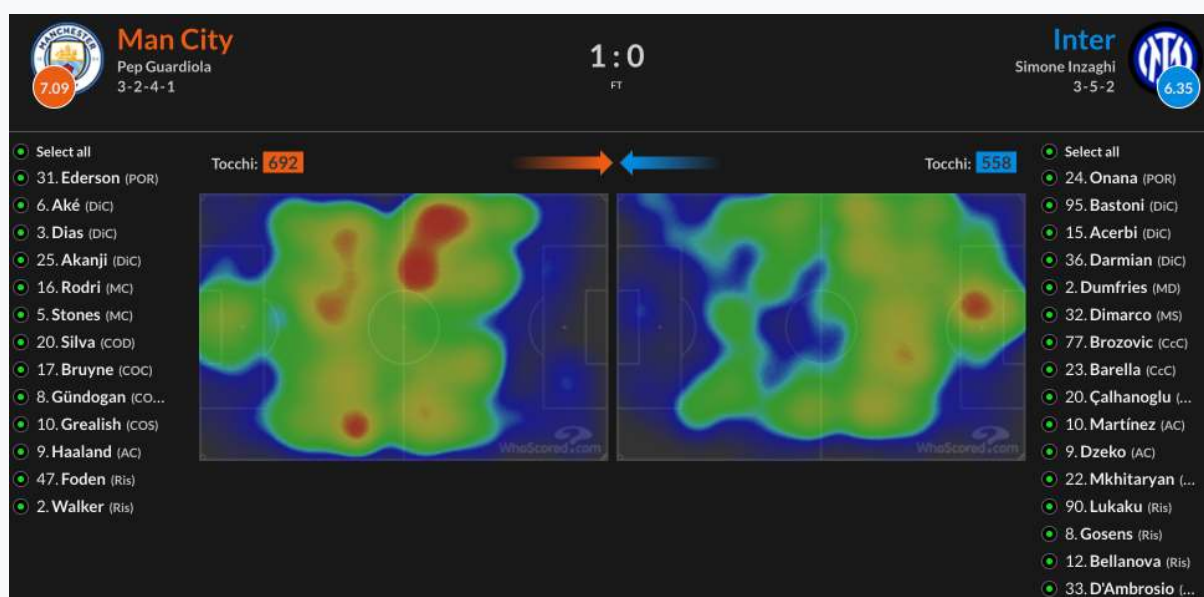 Man City
Pep Guardiola
3-2-4-1
7.09
1 : 0
FT
Inter
Simone Inzaghi
3-5-2
6.35
Select all
31. Ederson (POR)
6. Aké (DiC)
3. Dias (DiC)
25. Akanji (DiC)
16. Rodri (MC)
5. Stones (MC)
20. Silva (COD)
17. Bruyne (COC)
8. Gündogan (CO...
10. Grealish (COS)
9. Haaland (AC)
47. Foden (Ris)
2. Walker (Ris)
Tocchi: 692
Tocchi: 558
WhoScored.com
WhoScored.com
Select all
24. Onana (POR)
95. Bastoni (DiC)
15. Acerbi (DiC)
36. Darmian (DiC)
2. Dumfries (MD)
32. Dimarco (MS)
77. Brozovic (CcC)
23. Barella (CcC)
20. Çalhanoglu (...
10. Martínez (AC)
9. Dzeko (AC)
22. Mkhitaryan (...
90. Lukaku (Ris)
8. Gosens (Ris)
12. Bellanova (Ris)
33. D'Ambrosio (...